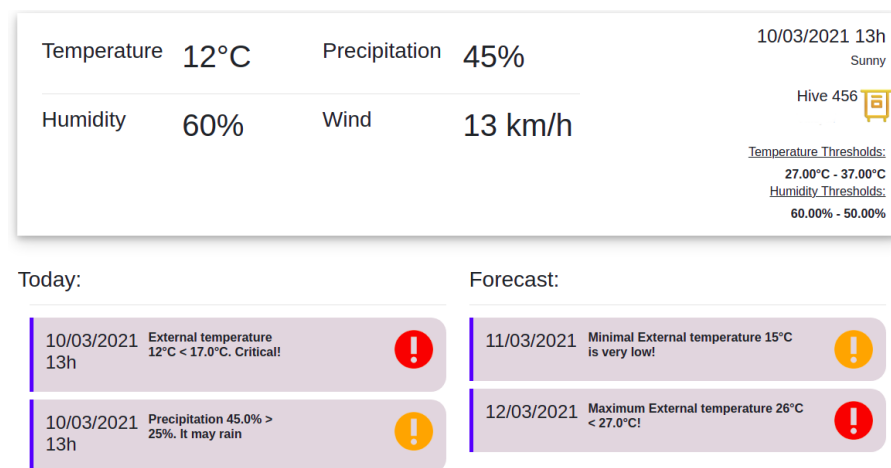 Temperature 12°C Precipitation 45%
Humidity 60% Wind 13 km/h
10/03/2021 13h
Sunny
Hive 456
Temperature Thresholds:
27.00°C - 37.00°C
Humidity Thresholds:
60.00% - 50.00%
Today:
10/03/2021 13h
External temperature
12°C < 17.0°C. Critical!
10/03/2021 13h
Precipitation 45.0% >
25%. It may rain
Forecast:
11/03/2021
Minimal External temperature 15°C
is very low!
12/03/2021
Maximum External temperature 26°C
< 27.0°C!